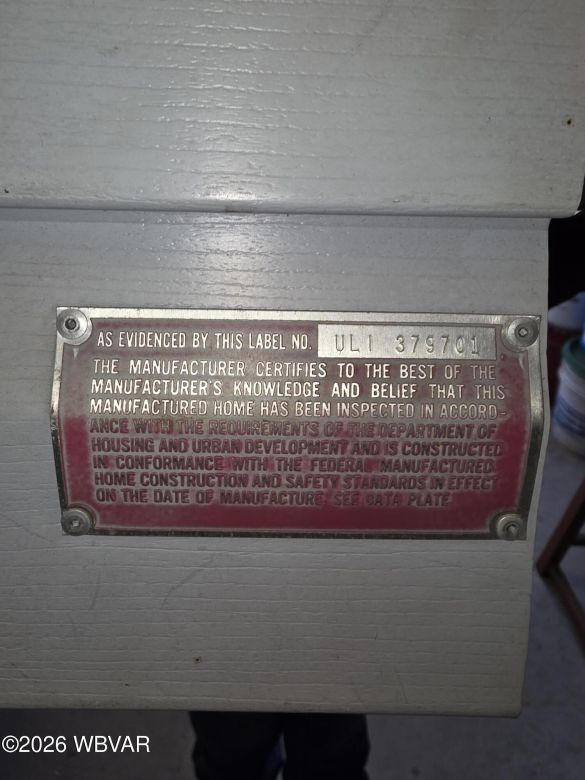 AS EVIDENCED BY THIS LABEL NO. ULI 379701
THE MANUFACTURER CERTIFIES TO THE BEST OF THE
MANUFACTURER'S KNOWLEDGE AND BELIEF THAT THIS
MANUFACTURED HOME HAS BEEN INSPECTED IN ACCORD-
ANCE WITH THE REQUIREMENTS OF THE DEPARTMENT OF
HOUSING AND URBAN DEVELOPMENT AND IS CONSTRUCTED
IN CONFORMANCE WITH THE FEDERAL MANUFACTURED
HOME CONSTRUCTION AND SAFETY STANDARDS IN EFFECT
ON THE DATE OF MANUFACTURE. SEE DATA PLATE
©2026 WBVAR